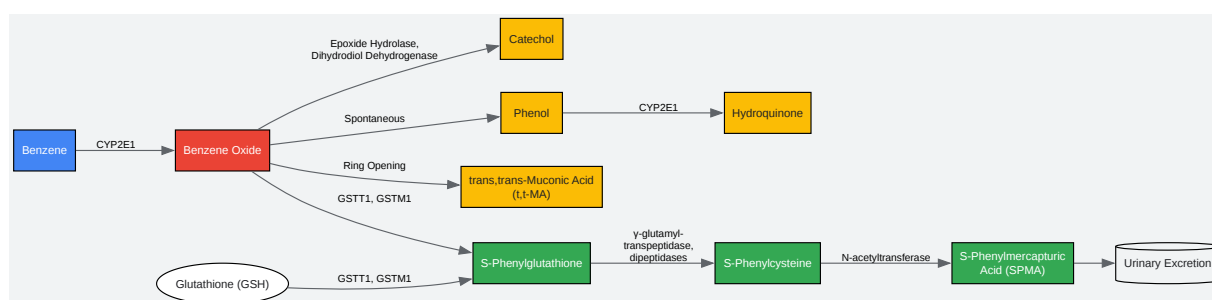 Catechol
Epoxide Hydrolase,
Dihydrodiol Dehydrogenase
Benzene
CYP2E1
Benzene Oxide
Spontaneous
Phenol
CYP2E1
Hydroquinone
Ring Opening
trans,trans-Muconic Acid
(t,t-MA)
GSTT1, GSTM1
Glutathione (GSH)
GSTT1, GSTM1
S-Phenylglutathione
γ-glutamyl-
transpeptidase,
dipeptidases
S-Phenylcysteine
N-acetyltransferase
S-Phenylmercapturic
Acid (SPMA)
Urinary Excretion